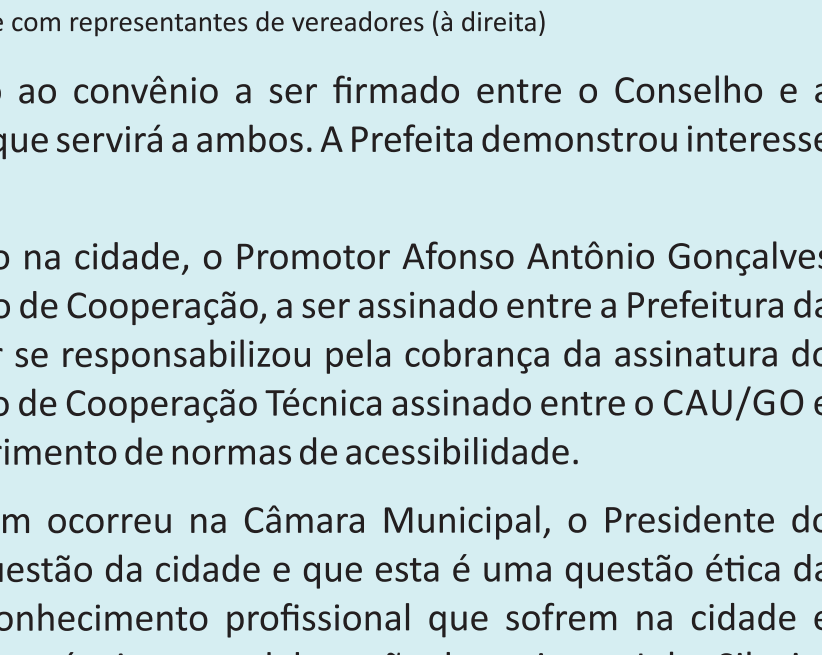 e com representantes de vereadores (à direita)
ao convênio a ser firmado entre o Conselho e a
que servirá a ambos. A Prefeita demonstrou interesse
o na cidade, o Promotor Afonso Antônio Gonçalves
o de Cooperação, a ser assinado entre a Prefeitura da
r se responsabilizou pela cobrança da assinatura do
o de Cooperação Técnica assinado entre o CAU/GO e
rimento de normas de acessibilidade.
m ocorreu na Câmara Municipal, o Presidente do
uestão da cidade e que esta é uma questão ética da
onhecimento profissional que sofrem na cidade e